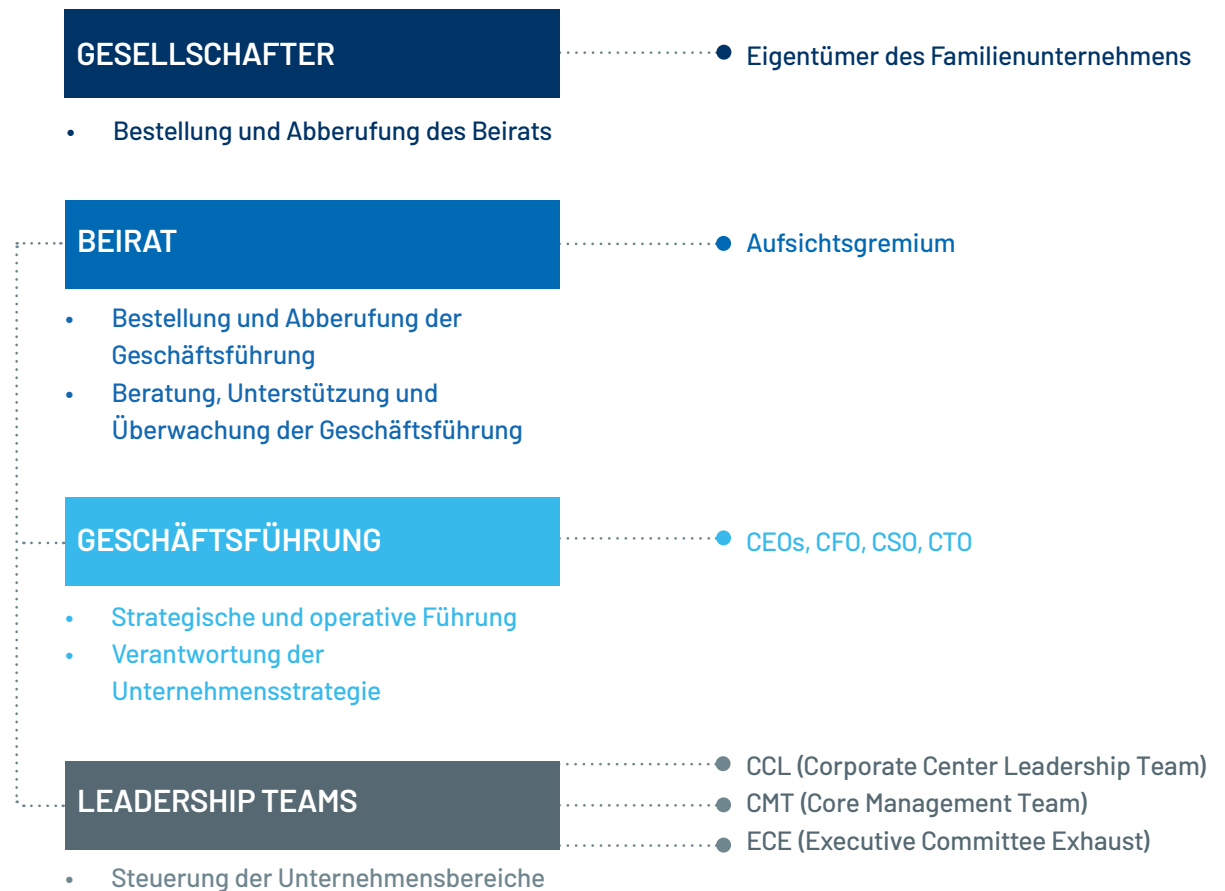 GESELLSCHAFTER
Eigentümer des Familienunternehmens
• Bestellung und Abberufung des Beirats
BEIRAT
Aufsichtsgremium
• Bestellung und Abberufung der
Geschäftsführung
• Beratung, Unterstützung und
Überwachung der Geschäftsführung
GESCHÄFTSFÜHRUNG
CEOs, CFO, CSO, CTO
• Strategische und operative Führung
• Verantwortung der
Unternehmensstrategie
LEADERSHIP TEAMS
CCL (Corporate Center Leadership Team)
CMT (Core Management Team)
ECE (Executive Committee Exhaust)
• Steuerung der Unternehmensbereiche